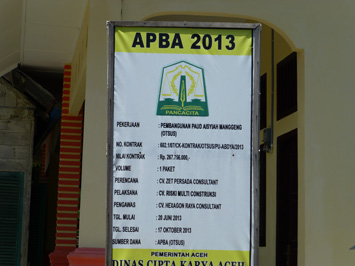 APBA 2013
PANCACITA
PEKERJAAN : PEMBANGUNAN PAUD AISYIAH MANGGENG
(OTSUS)
NO. KONTRAK : 602.1/07/CK-KONTRAK/OTSUS/PU-ABDYA/2013
NILAI KONTRAK : Rp. 267.756.000,-
VOLUME : 1 PAKET
PERENCANA : CV. ZET PERSADA CONSULTANT
PELAKSANA : CV. RISKI MULTI CONSTRUKSI
PENGAWAS : CV. HEXAGON RAYA CONSULTANT
TGL. MULAI : 20 JUNI 2013
TGL. SELESAI : 17 OKTOBER 2013
SUMBER DANA : APBA (OTSUS)
PEMERINTAH ACEH
DINAS CIPTA KARYA ACEH